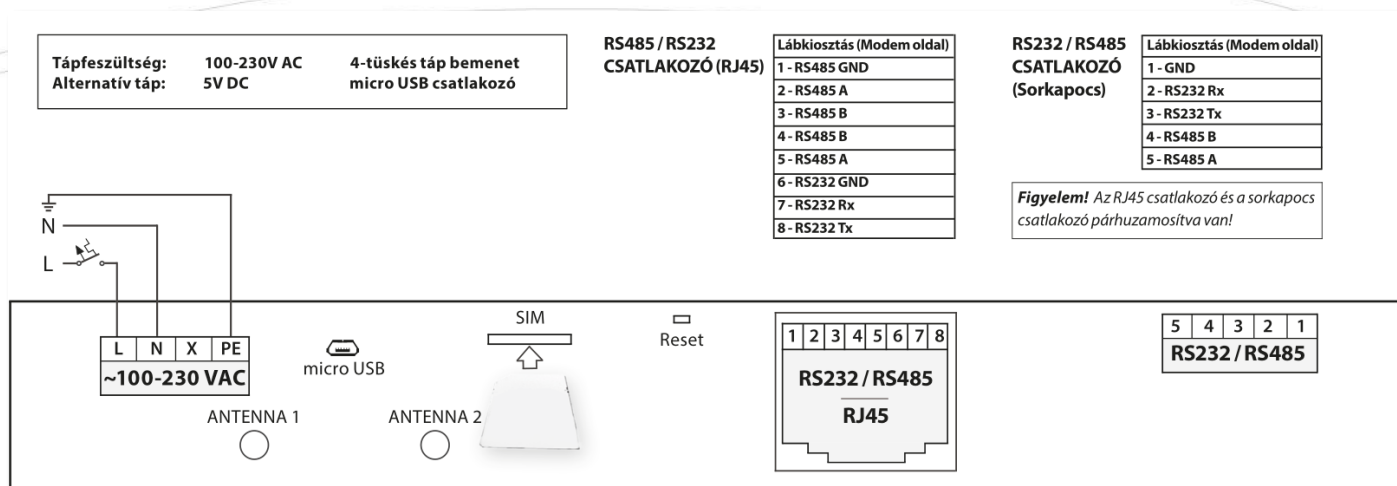 Tápfeszültség: 100-230V AC 4-tüskés táp bemenet
Alternatív táp: 5V DC micro USB csatlakozó
RS485 / RS232
CSATLAKOZÓ (RJ45)
Lábkiosztás (Modem oldal)
1 - RS485 GND
2 - RS485 A
3 - RS485 B
4 - RS485 B
5 - RS485 A
6 - RS232 GND
7 - RS232 Rx
8 - RS232 Tx
RS232 / RS485
CSATLAKOZÓ
(Sorkapocs)
Lábkiosztás (Modem oldal)
1 - GND
2 - RS232 Rx
3 - RS232 Tx
4 - RS485 B
5 - RS485 A
Figyelem! Az RJ45 csatlakozó és a sorkapocs
csatlakozó párhuzamosítva van!
N
L
L N X PE
~100-230 VAC
micro USB
ANTENNA 1
ANTENNA 2
SIM
Reset
1 2 3 4 5 6 7 8
RS232 / RS485
RJ45
5 4 3 2 1
RS232 / RS485